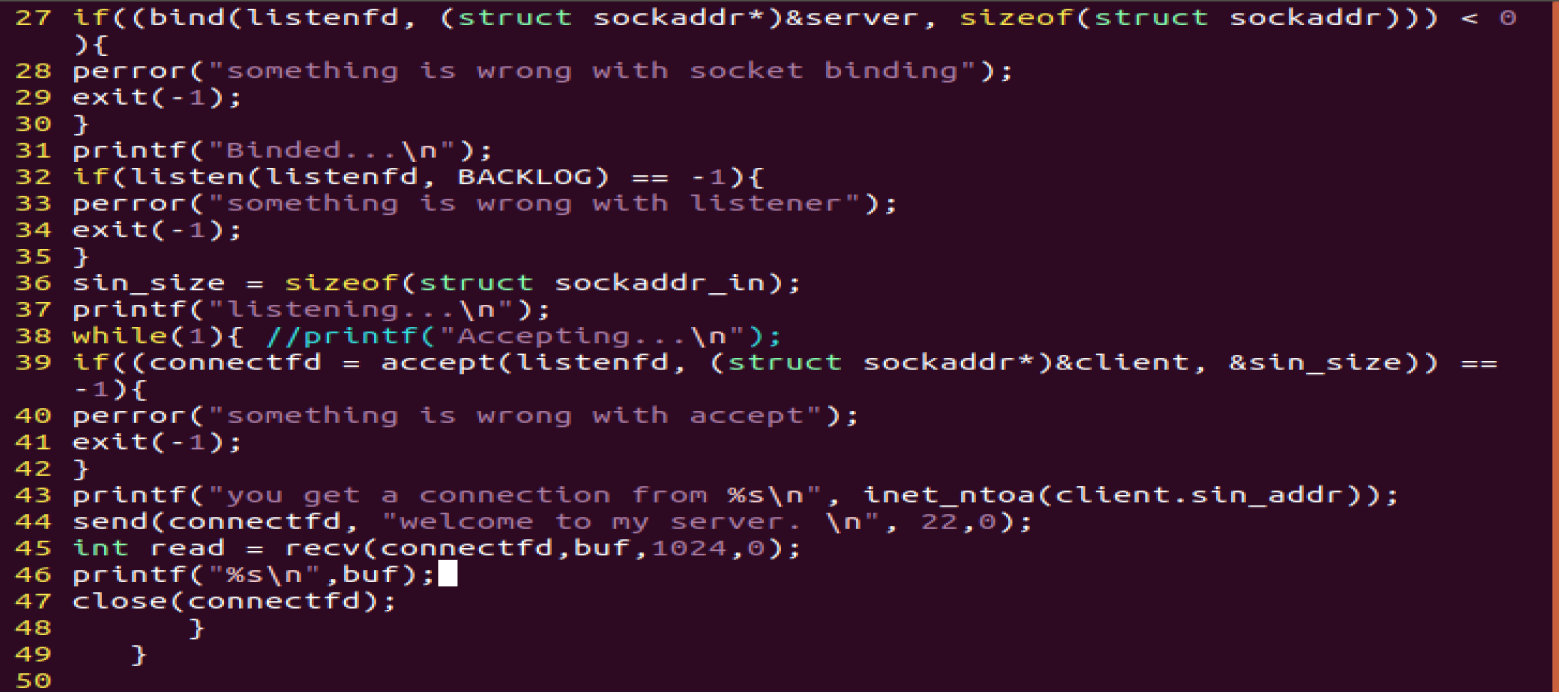 27 if((bind(listenfd, (struct sockaddr*)&server, sizeof(struct sockaddr))) < 0
){
28 perror("something is wrong with socket binding");
29 exit(-1);
30 }
31 printf("Binded...\n");
32 if(listen(listenfd, BACKLOG) == -1){
33 perror("something is wrong with listener");
34 exit(-1);
35 }
36 sin_size = sizeof(struct sockaddr_in);
37 printf("listening...\n");
38 while(1){ //printf("Accepting...\n");
39 if((connectfd = accept(listenfd, (struct sockaddr*)&client, &sin_size)) ==
-1){
40 perror("something is wrong with accept");
41 exit(-1);
42 }
43 printf("you get a connection from %s\n", inet_ntoa(client.sin_addr));
44 send(connectfd, "welcome to my server. \n", 22,0);
45 int read = recv(connectfd,buf,1024,0);
46 printf("%s\n",buf);
47 close(connectfd);
48       }
49    }
50